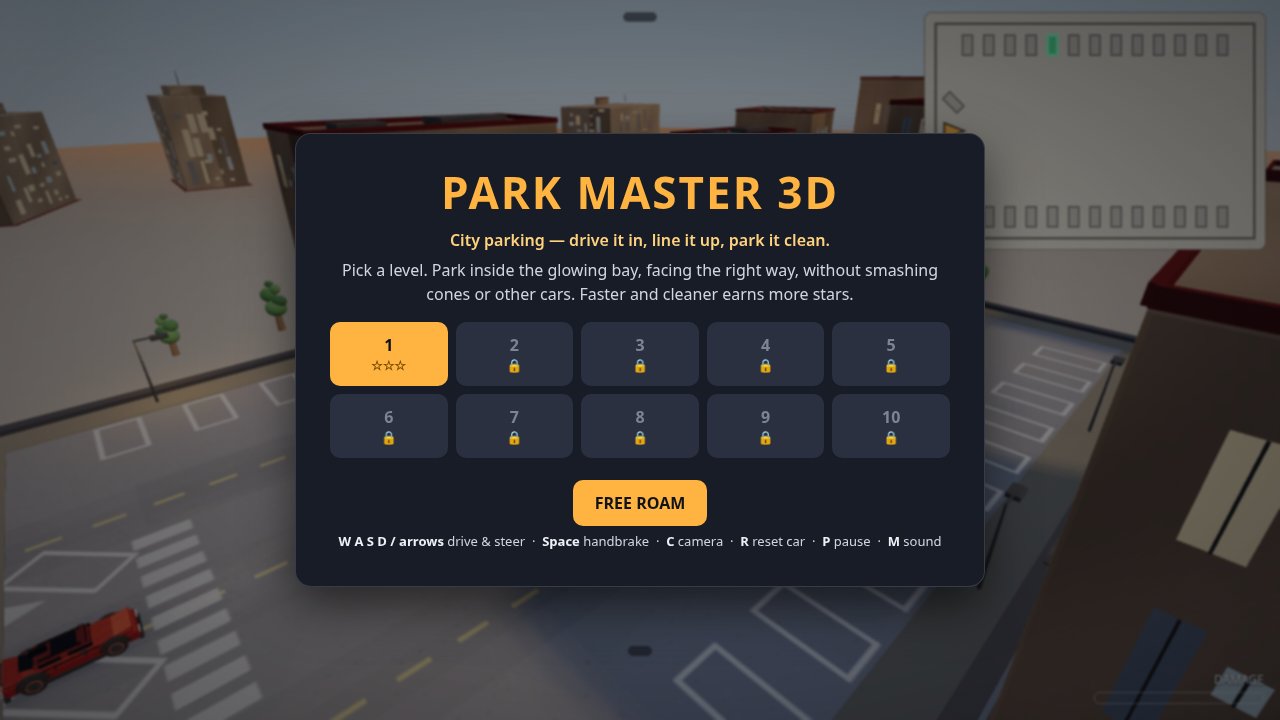 PARK MASTER 3D
City parking — drive it in, line it up, park it clean.
Pick a level. Park inside the glowing bay, facing the right way, without smashing
cones or other cars. Faster and cleaner earns more stars.
1 2 3 4 5
☆☆☆ 🔒 🔒 🔒 🔒
6 7 8 9 10
🔒 🔒 🔒 🔒 🔒
FREE ROAM
W A S D / arrows drive & steer · Space handbrake · C camera · R reset car · P pause · M sound
DAMAGE